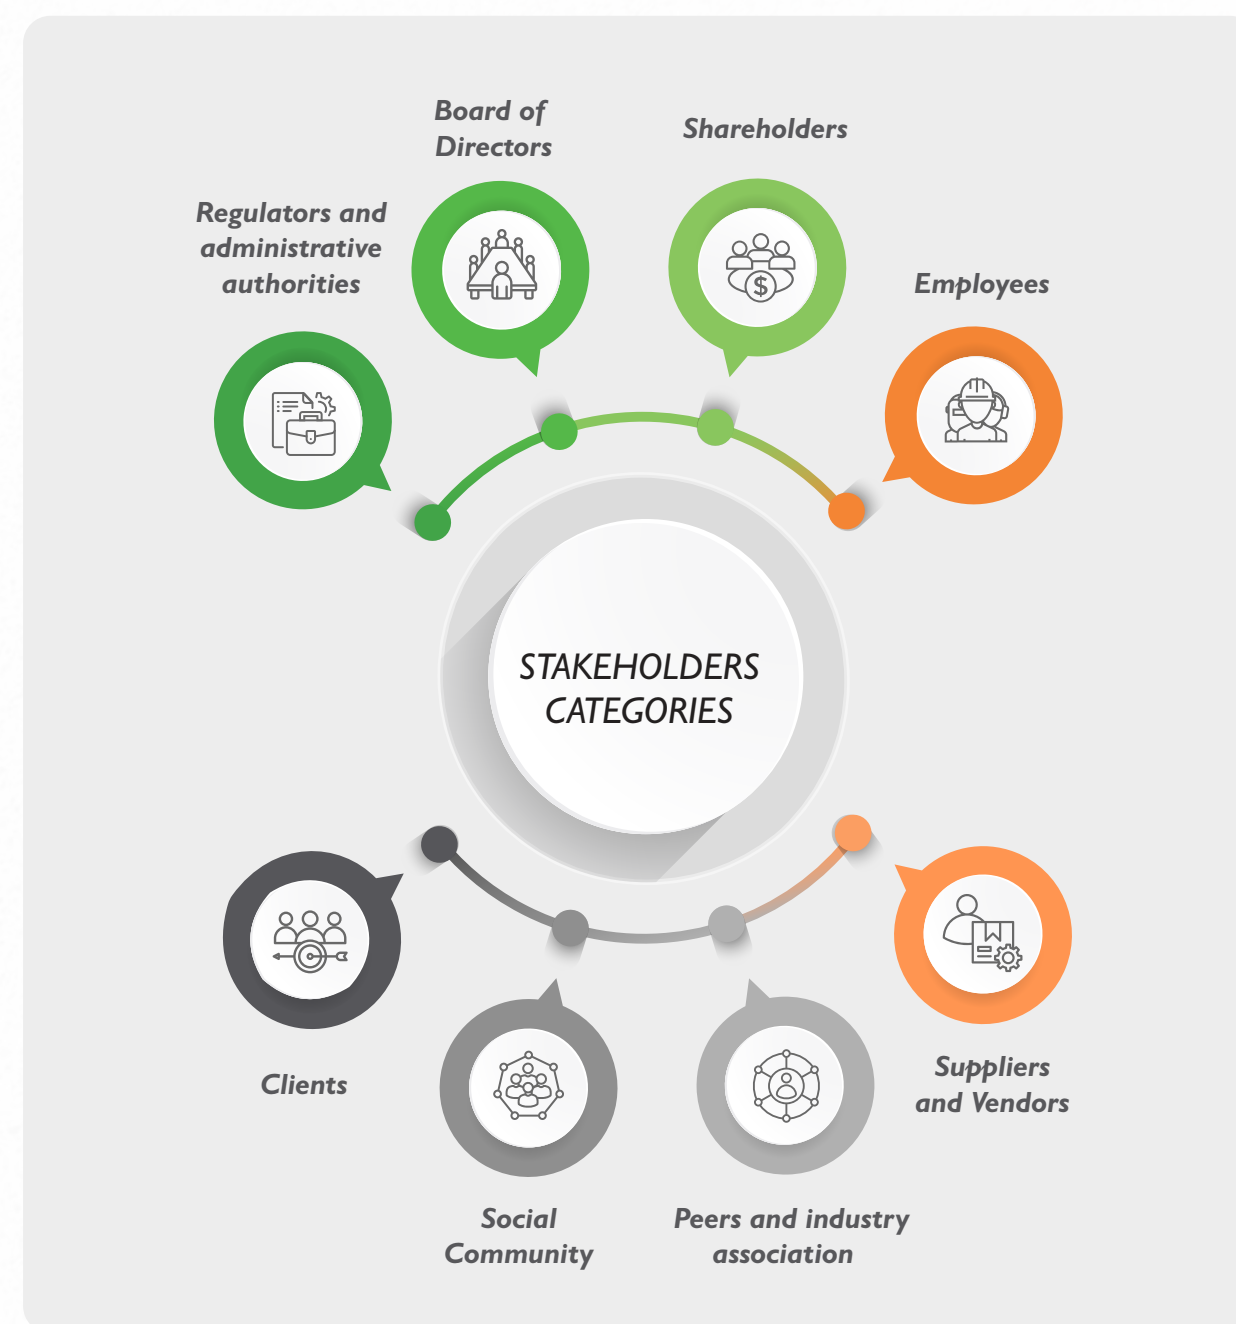 Board of
Directors
Shareholders
Regulators and
administrative
authorities
Employees
$
STAKEHOLDERS
CATEGORIES
Clients
Suppliers
and Vendors
Social
Community
Peers and industry
association